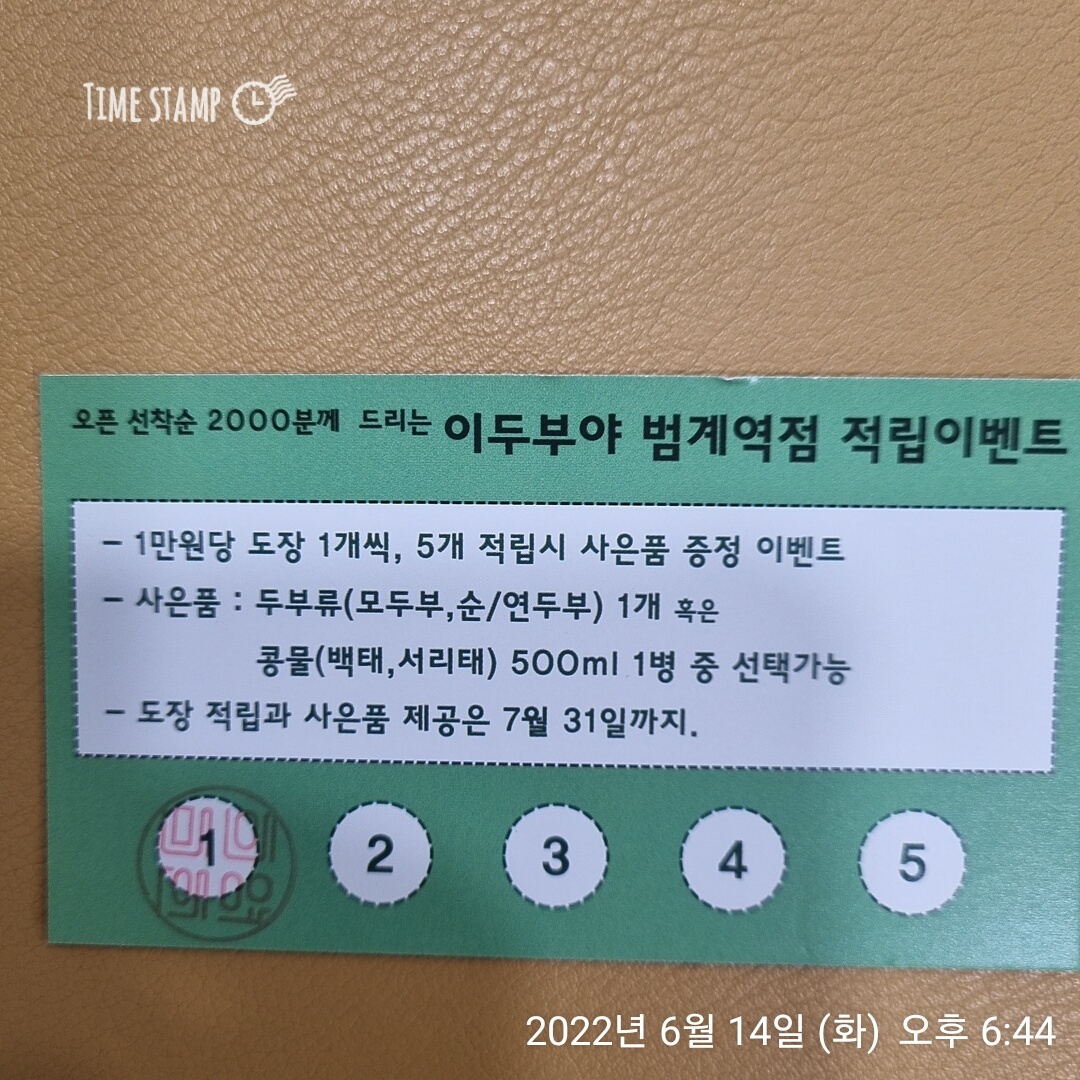 TIME STAMP
오픈 선착순 2000분께 드리는 이두부야 범계역점 적립이벤트
- 1만원당 도장 1개씩, 5개 적립시 사은품 증정 이벤트
- 사은품 : 두부류(모두부,순/연두부) 1개 혹은
콩물(백태,서리태) 500ml 1병 중 선택가능
- 도장 적립과 사은품 제공은 7월 31일까지.
1 2 3 4 5
2022년 6월 14일 (화) 오후 6:44